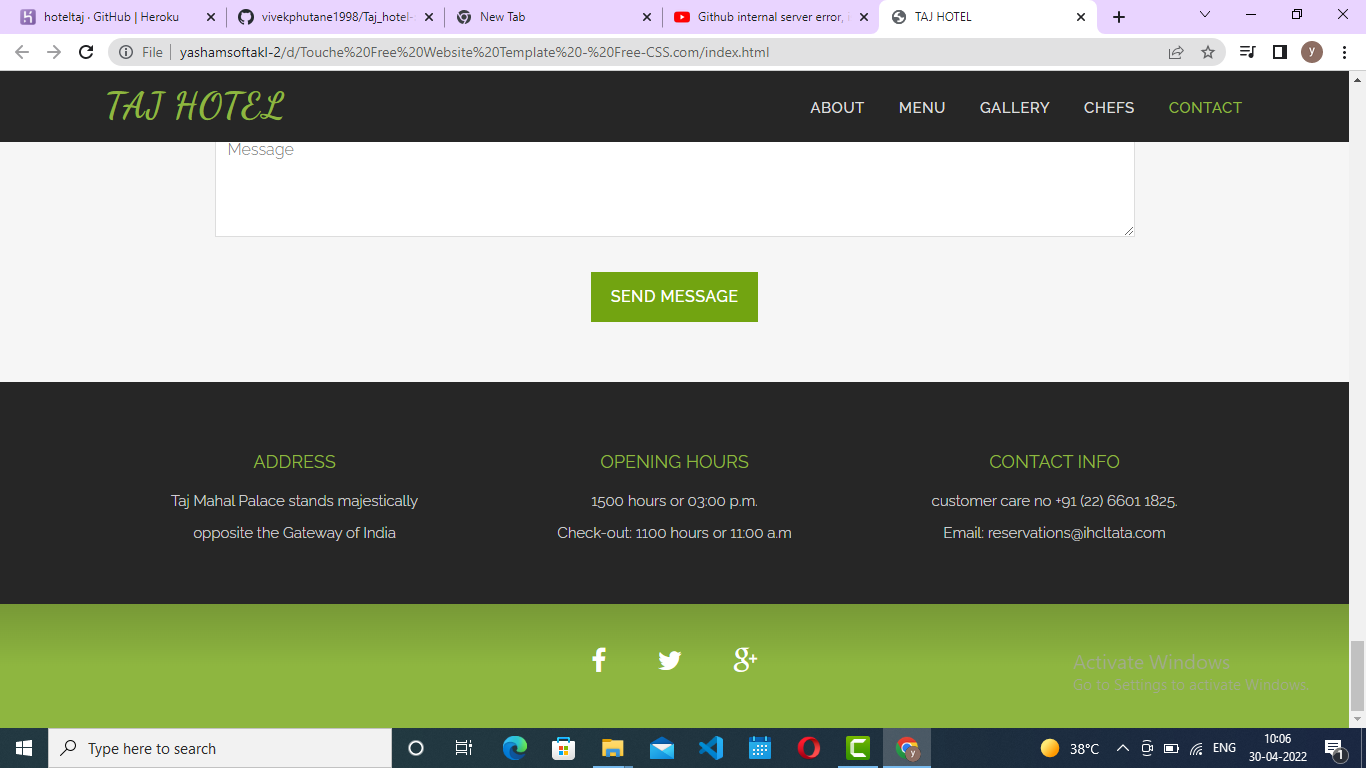 hoteltaj · GitHub | Heroku
vivekphutane1998/Taj_hotel-
New Tab
Github internal server error, i
TAJ HOTEL
File
yashamsoftakl-2/d/Touche%20Free%20Website%20Template%20-%20Free-CSS.com/index.html
y
TAJ HOTEL
ABOUT MENU GALLERY CHEFS CONTACT
Message
SEND MESSAGE
ADDRESS
Taj Mahal Palace stands majestically
opposite the Gateway of India
OPENING HOURS
1500 hours or 03:00 p.m.
Check-out: 1100 hours or 11:00 a.m
CONTACT INFO
customer care no +91 (22) 6601 1825.
Email: reservations@ihcltata.com
Activate Windows
Go to Settings to activate Windows.
Type here to search
y
38°C
ENG
10:06
30-04-2022
1